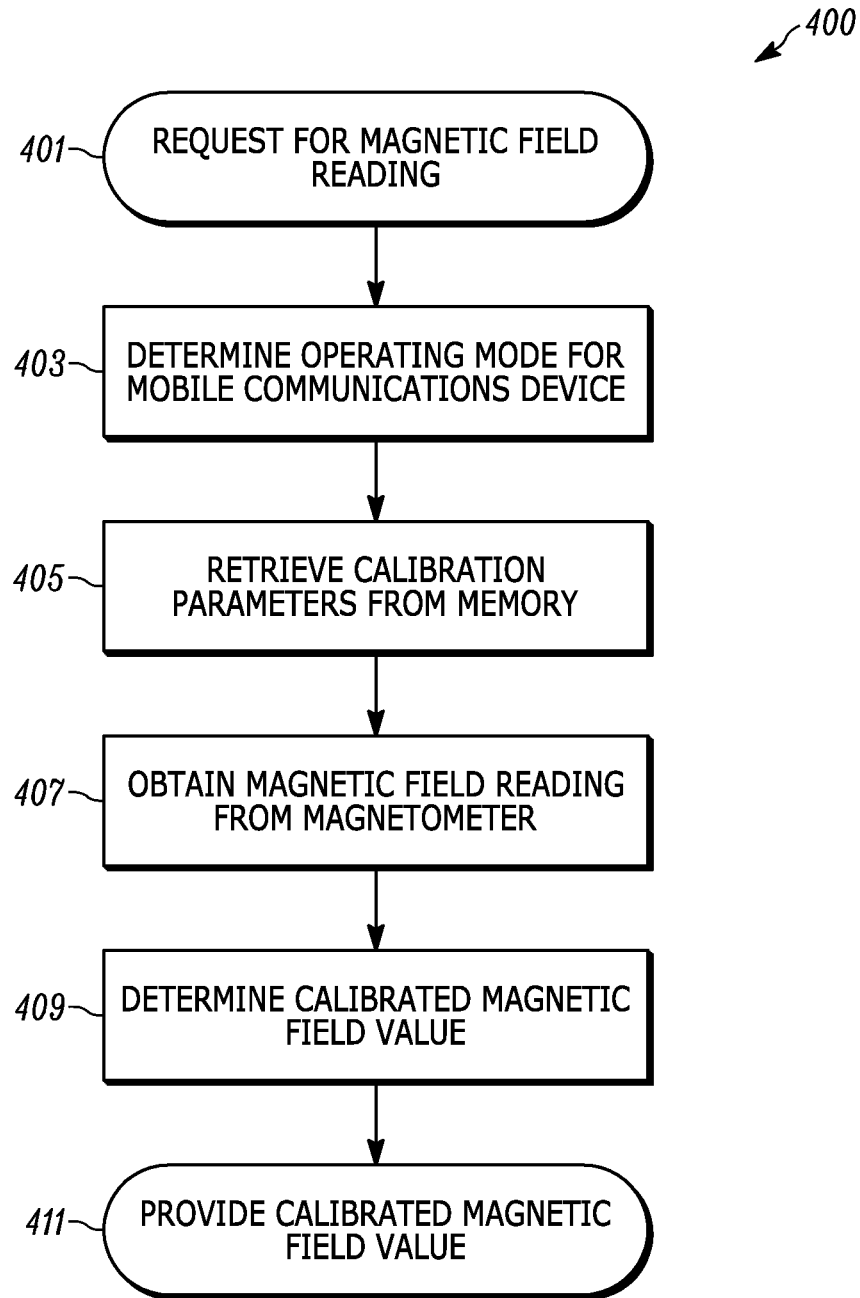 400
401
REQUEST FOR MAGNETIC FIELD
READING
403
DETERMINE OPERATING MODE FOR
MOBILE COMMUNICATIONS DEVICE
405
RETRIEVE CALIBRATION
PARAMETERS FROM MEMORY
407
OBTAIN MAGNETIC FIELD READING
FROM MAGNETOMETER
409
DETERMINE CALIBRATED MAGNETIC
FIELD VALUE
411
PROVIDE CALIBRATED MAGNETIC
FIELD VALUE